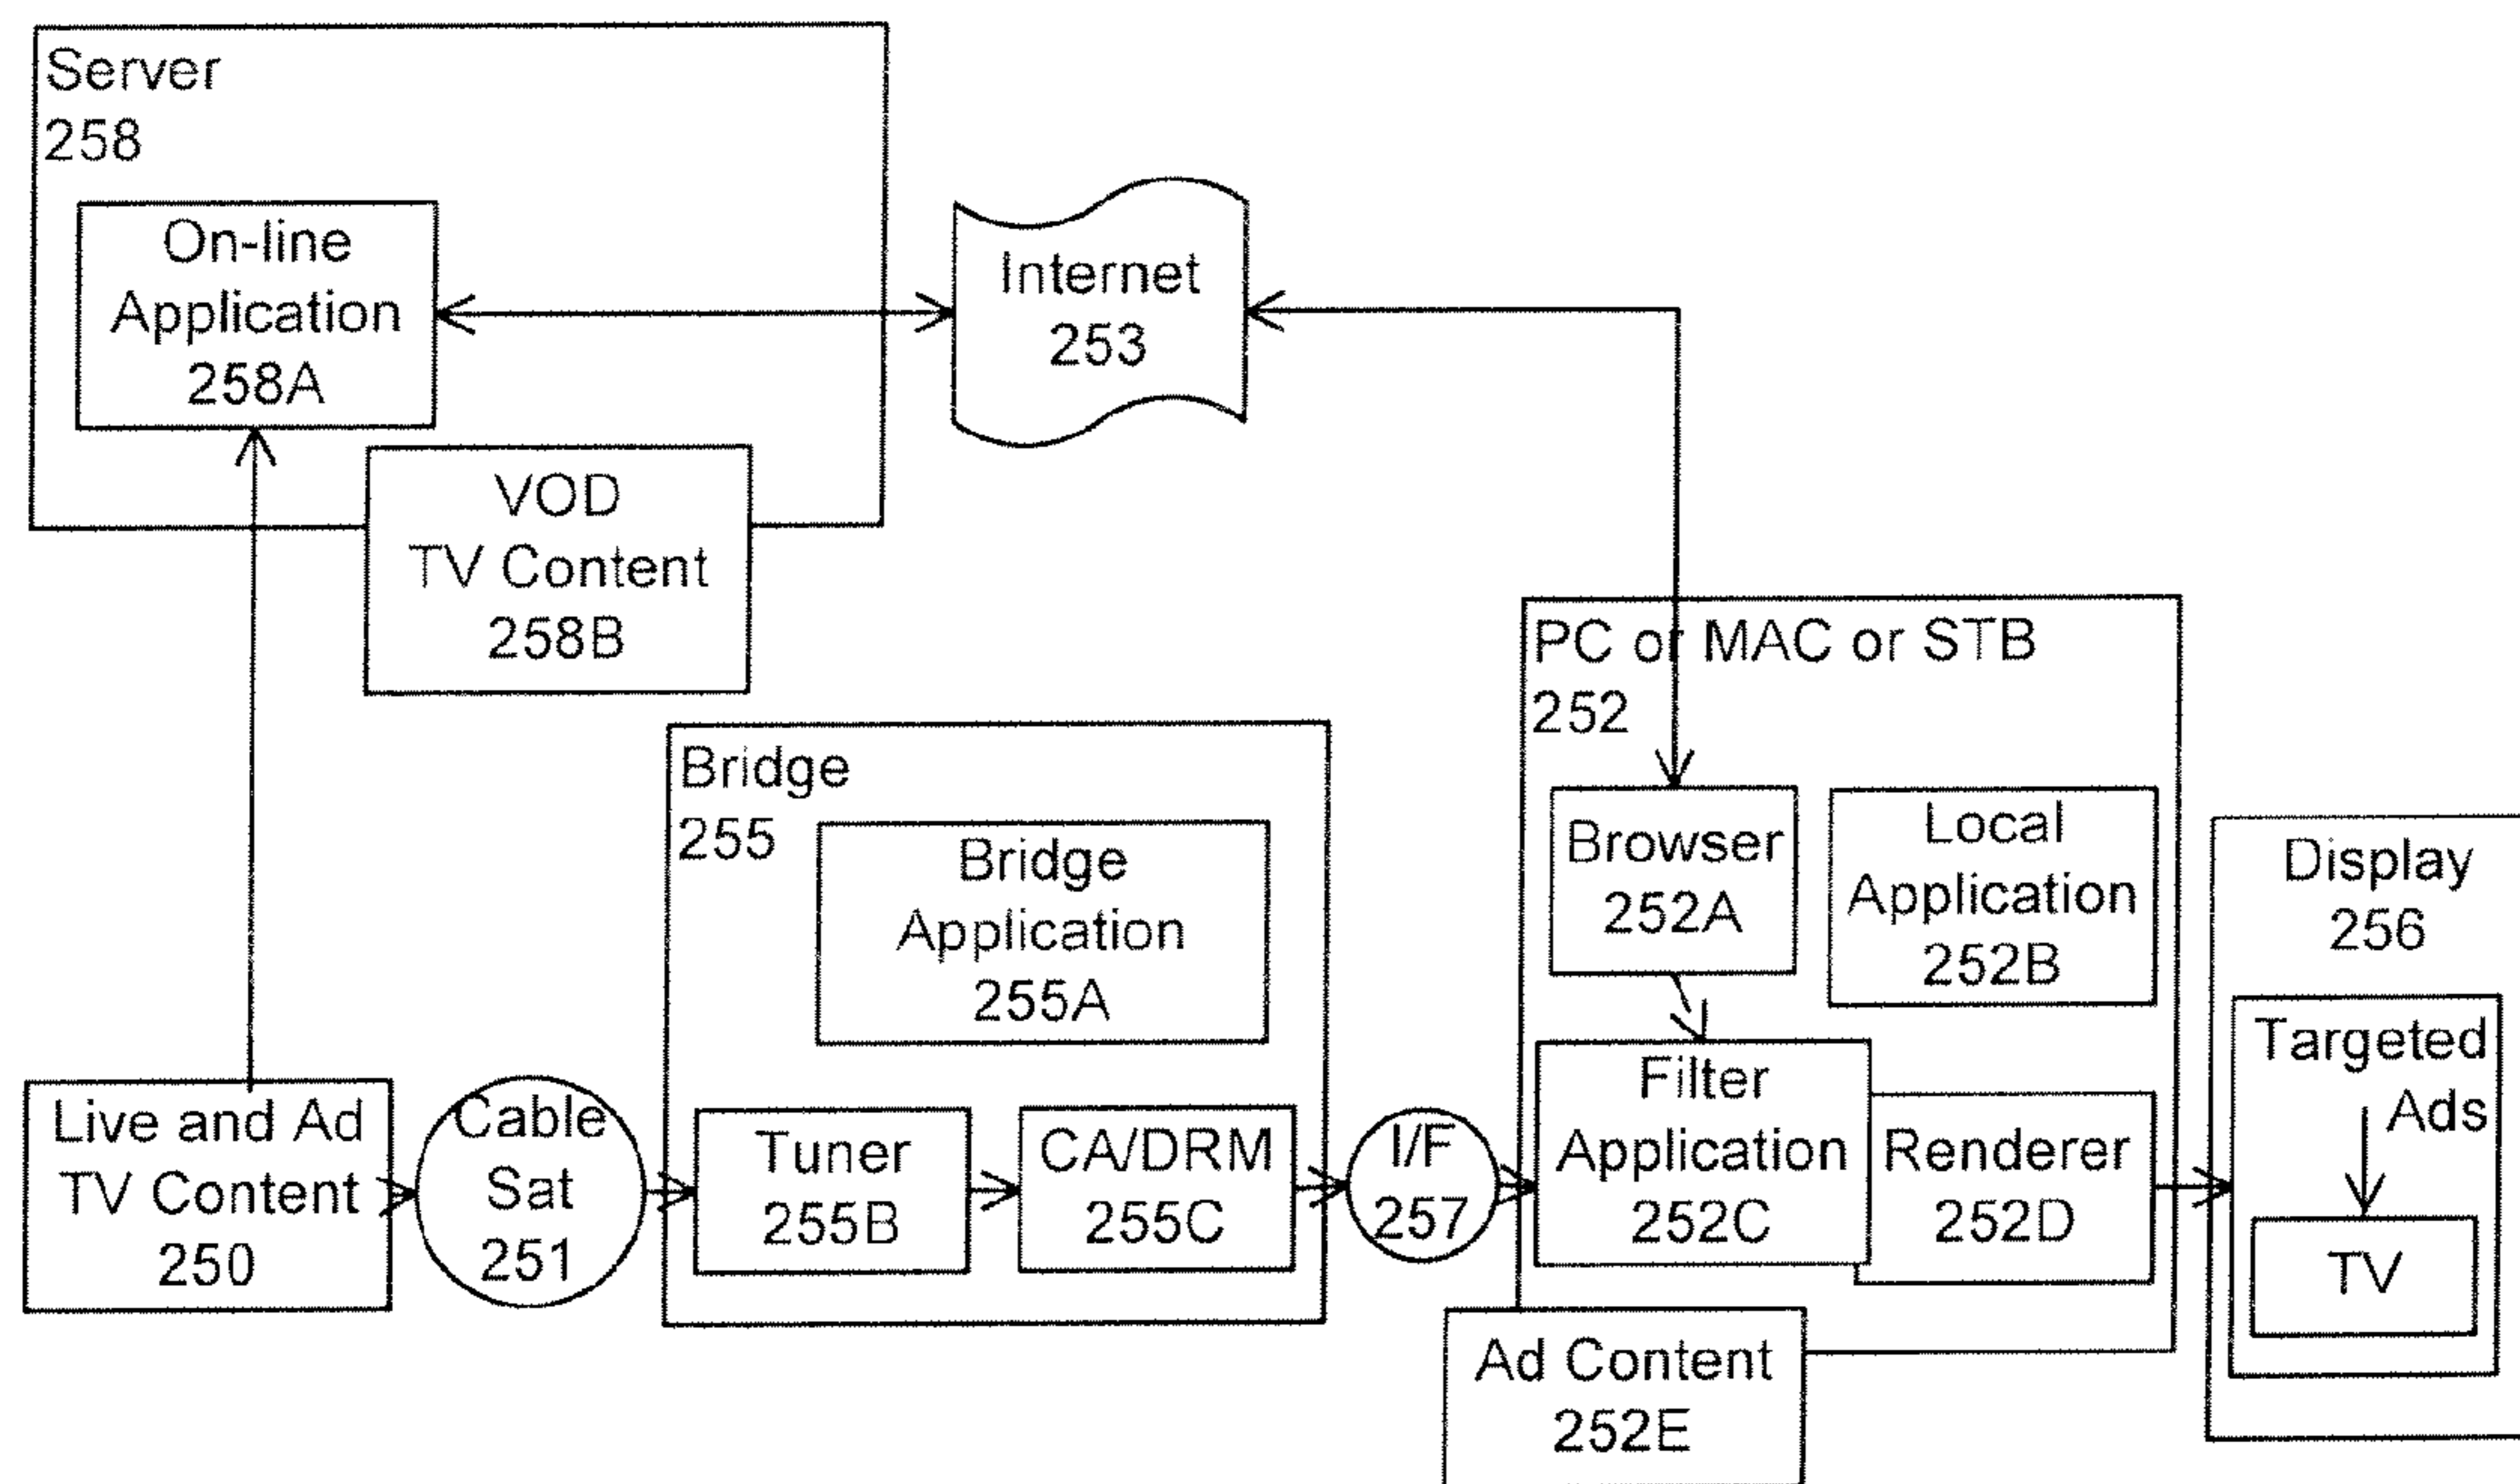 Server
258
On-line
Application
258A
VOD
TV Content
258B
Internet
253
PC or MAC or STB
252
Browser
252A
Local
Application
252B
Filter
Application
252C
Renderer
252D
Ad Content
252E
Bridge
255
Bridge
Application
255A
Tuner
255B
CA/DRM
255C
Live and Ad
TV Content
250
Cable
Sat
251
I/F
257
Display
256
Targeted
Ads
TV